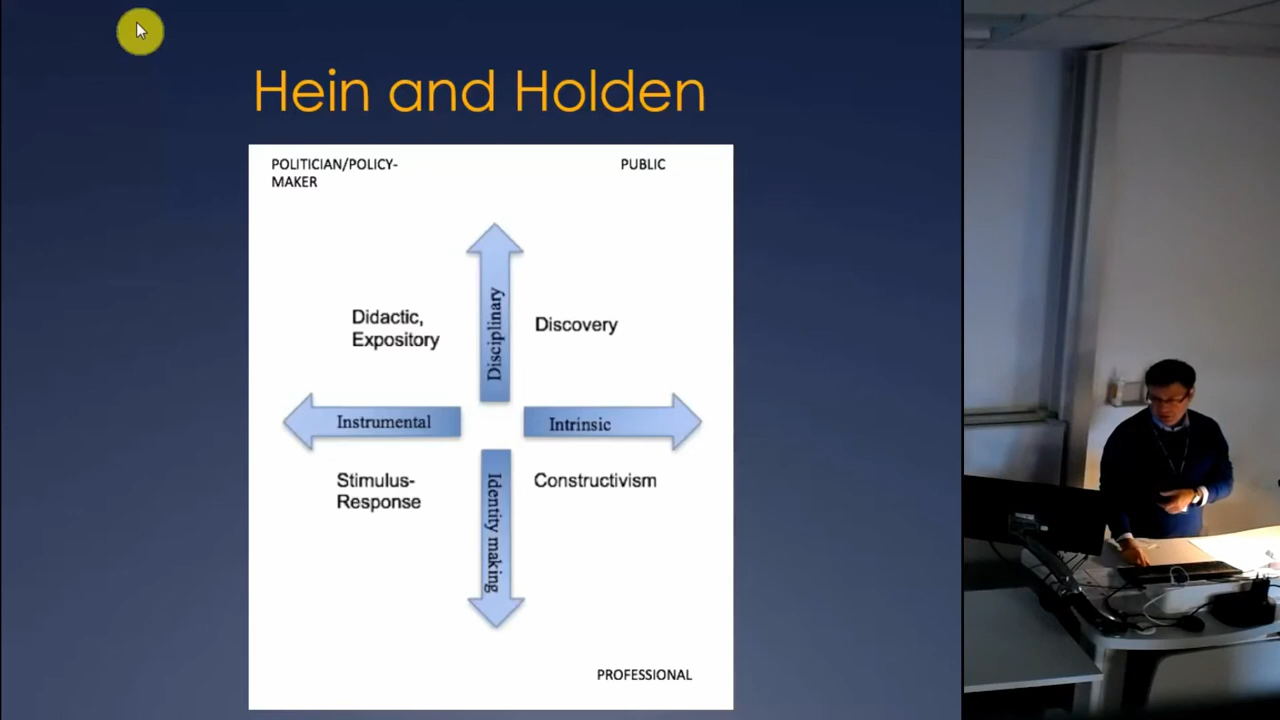 Hein and Holden
POLITICIAN/POLICY-
MAKER
PUBLIC
Disciplinary
Didactic,
Expository
Discovery
Instrumental
Intrinsic
Stimulus-
Response
Constructivism
Identity making
PROFESSIONAL